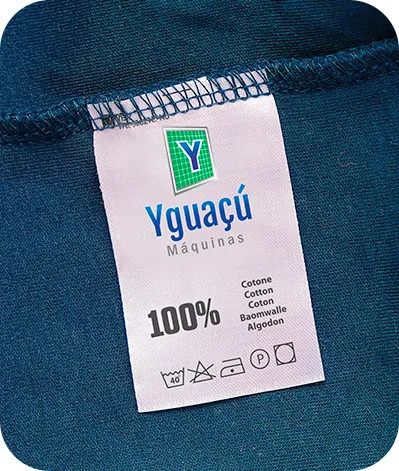 Y
Yguaçú
Máquinas
100%
Cotone
Cotton
Coton
Baomwalle
Algodon
40
P